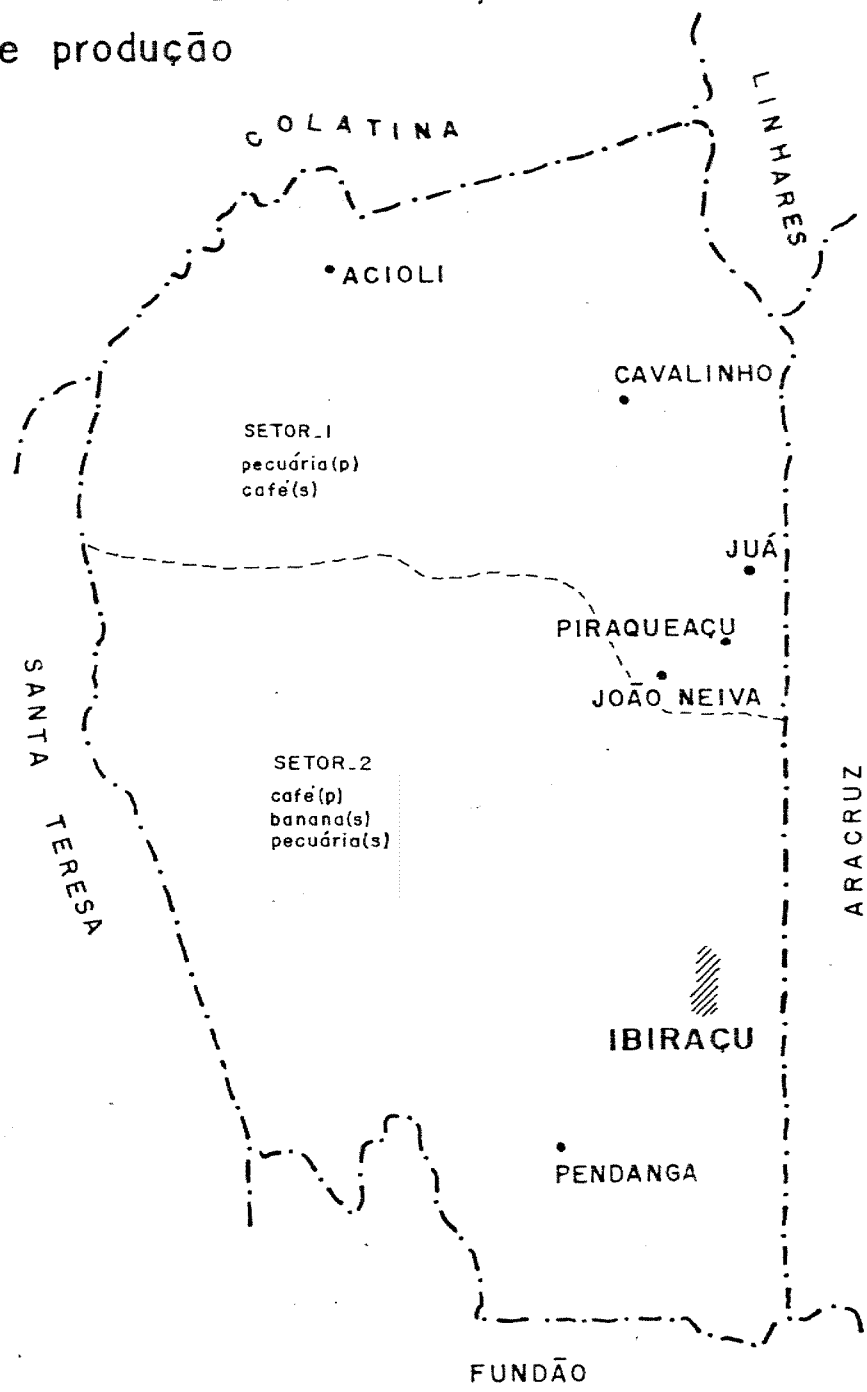 e produção
COLATINA
LINHARES
ACIOLI
CAVALINHO
SETOR_1
pecuária(p)
café(s)
JUÁ
PIRAQUEAÇU
JOÃO NEIVA
SANTA TERESA
SETOR_2
café(p)
banana(s)
pecuária(s)
ARACRUZ
IBIRAÇU
PENDANGA
FUNDÃO